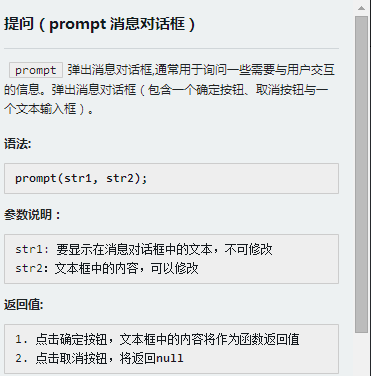 提问（prompt 消息对话框）
prompt 弹出消息对话框,通常用于询问一些需要与用户交互
的信息。弹出消息对话框（包含一个确定按钮、取消按钮与一
个文本输入框）。
语法:
prompt(str1, str2);
参数说明：
str1: 要显示在消息对话框中的文本，不可修改
str2：文本框中的内容，可以修改
返回值:
1. 点击确定按钮，文本框中的内容将作为函数返回值
2. 点击取消按钮，将返回null